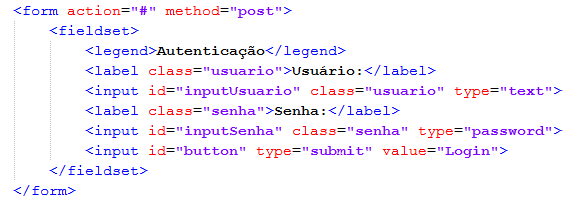 <form action="#" method="post">
<fieldset>
<legend>Autenticação</legend>
<label class="usuario">Usuário:</label>
<input id="inputUsuario" class="usuario" type="text">
<label class="senha">Senha:</label>
<input id="inputSenha" class="senha" type="password">
<input id="button" type="submit" value="Login">
</fieldset>
</form>